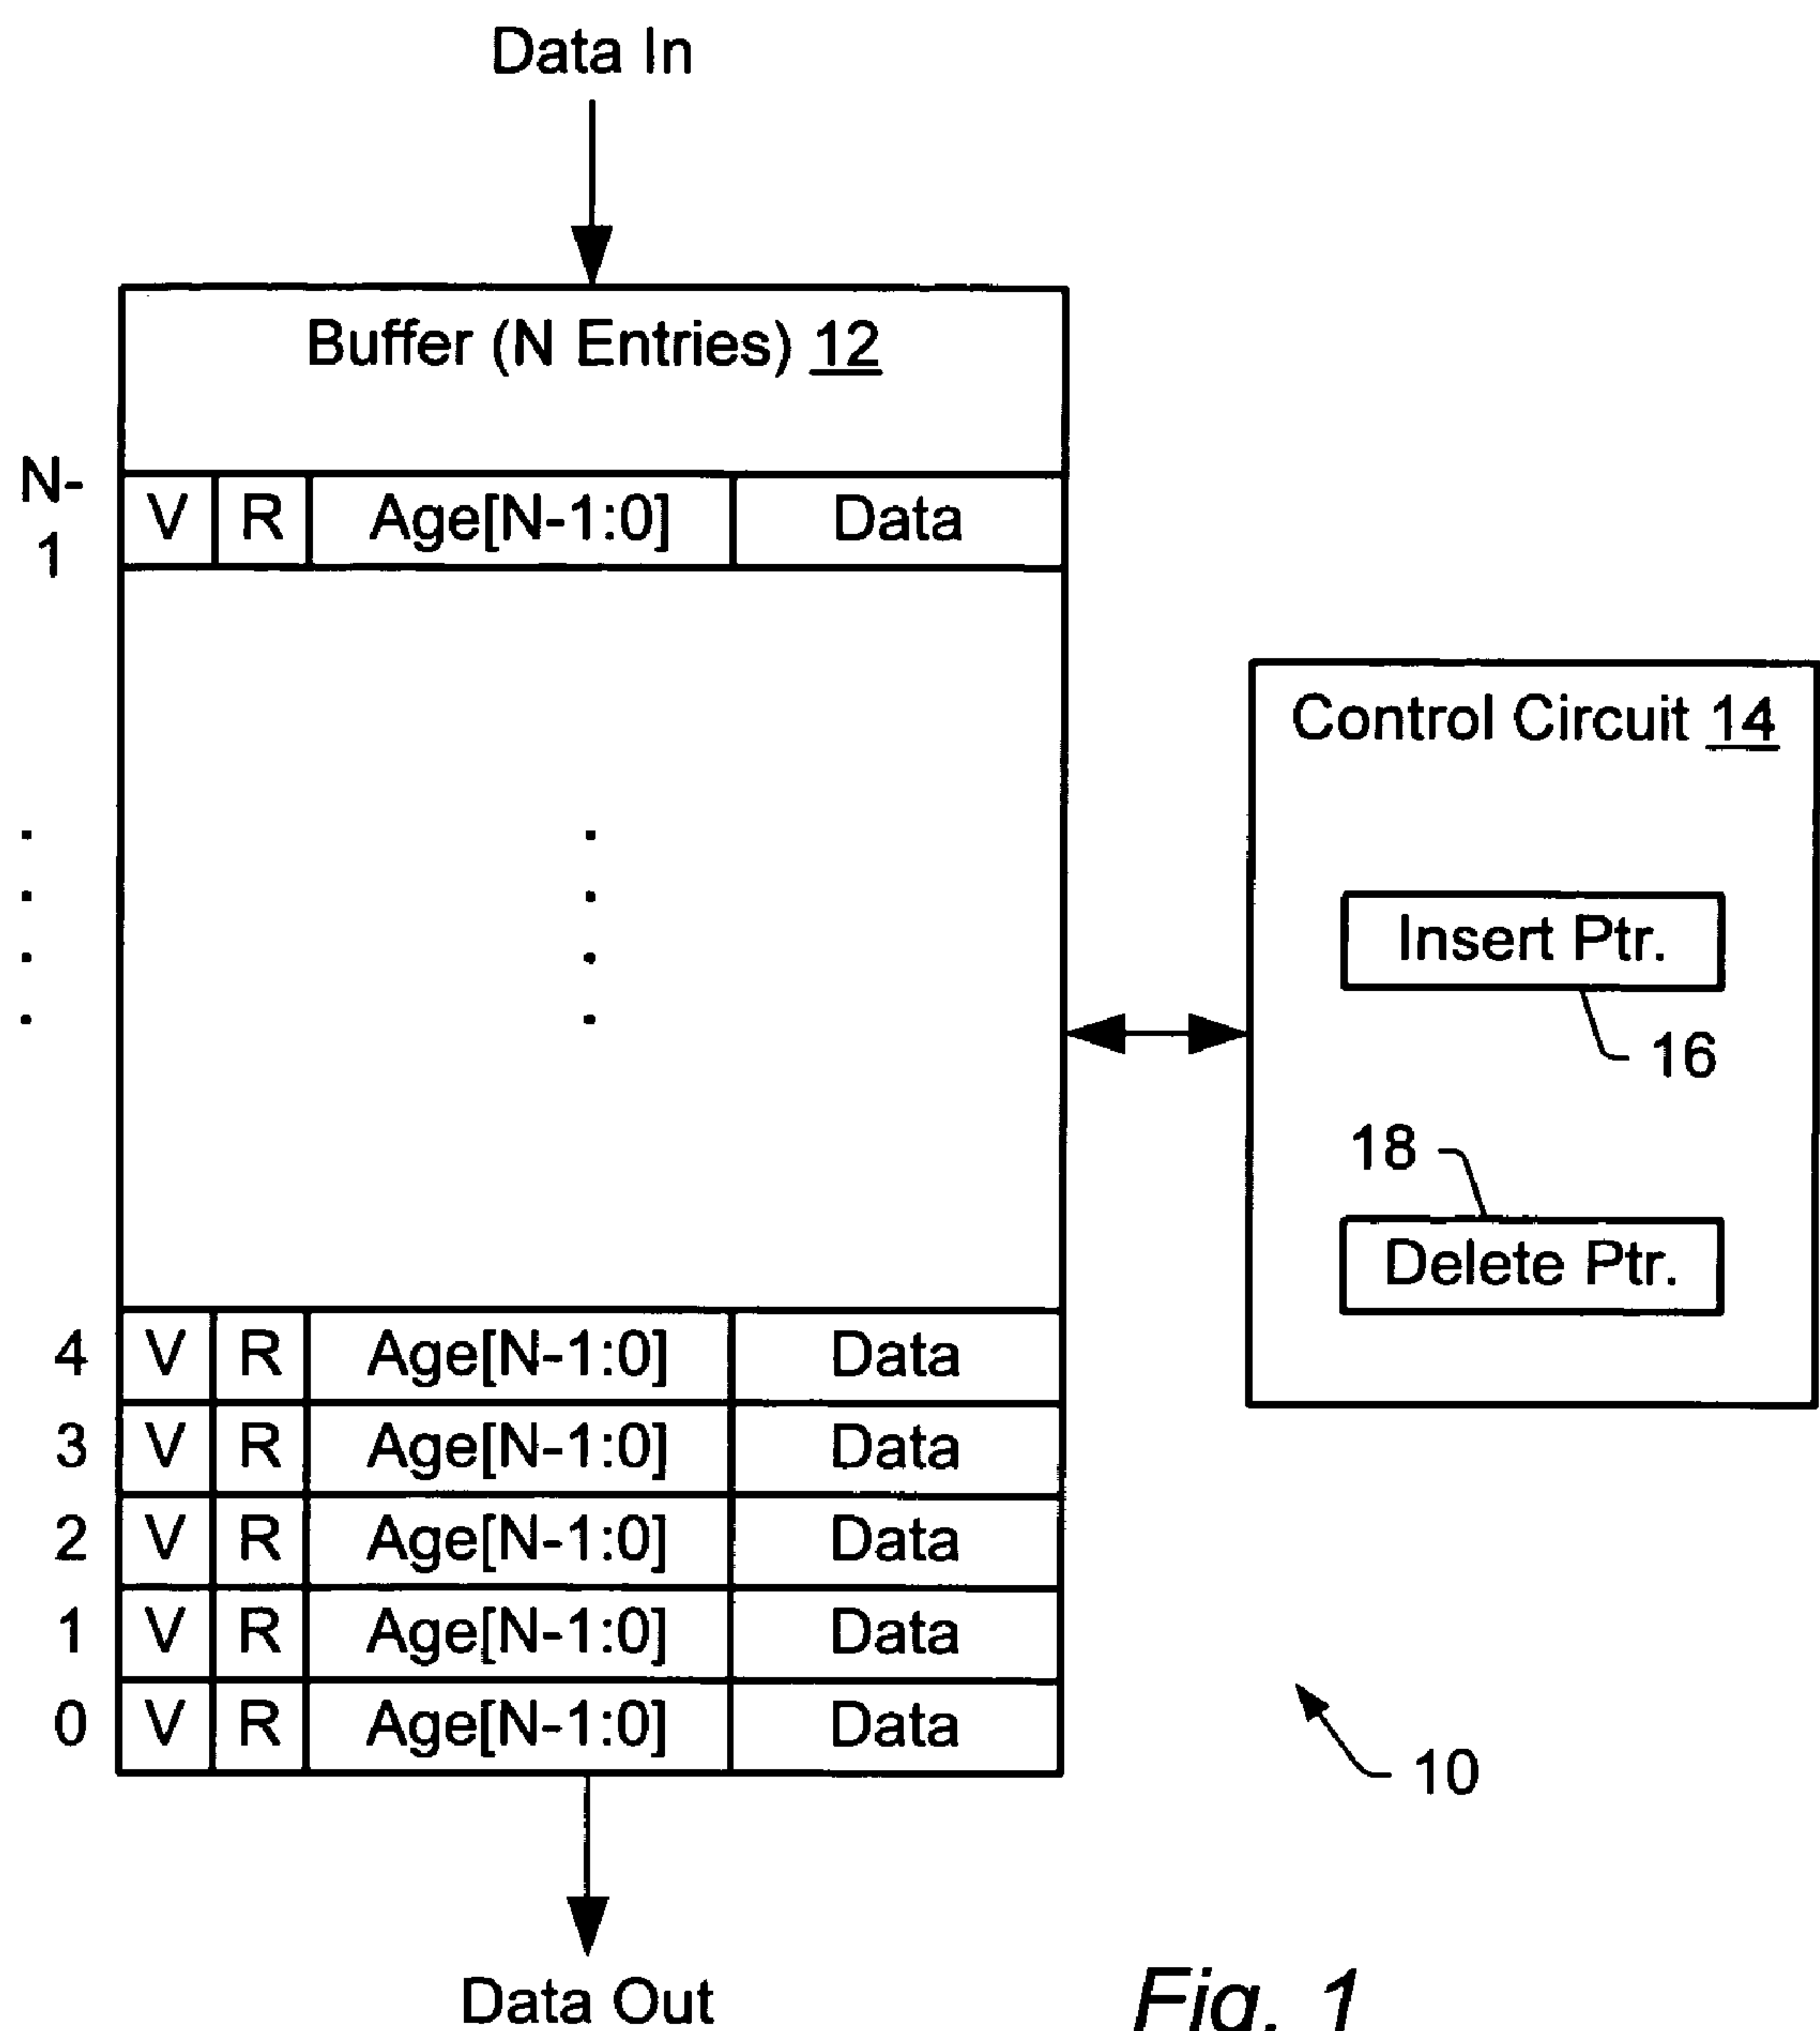 Data In
Buffer (N Entries) 12
N-
1
V R Age[N-1:0] Data
Control Circuit 14
Insert Ptr.
16
18
Delete Ptr.
4 V R Age[N-1:0] Data
3 V R Age[N-1:0] Data
2 V R Age[N-1:0] Data
1 V R Age[N-1:0] Data
0 V R Age[N-1:0] Data
10
Data Out
Fig. 1